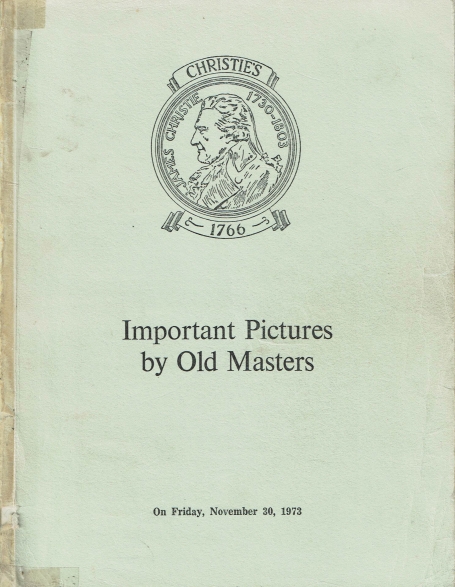 CHRISTIE'S
JAMES CHRISTIE 1730-1803
1766
Important Pictures
by Old Masters
On Friday, November 30, 1973